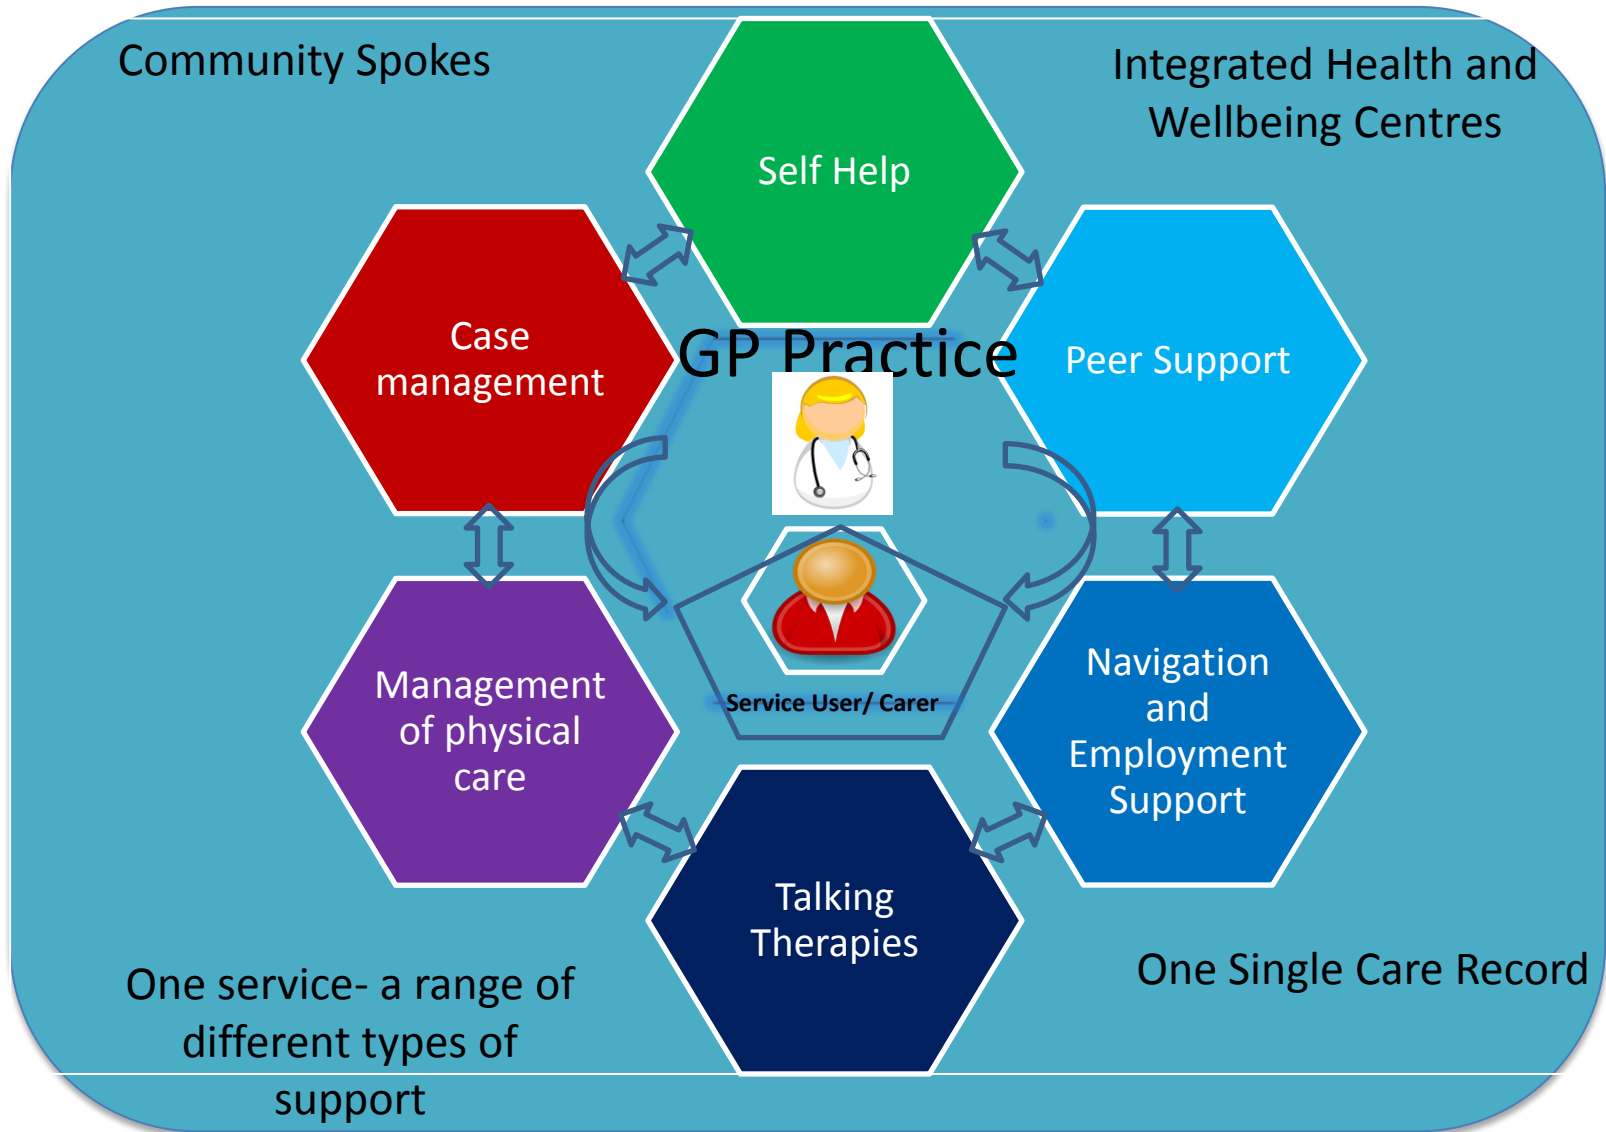 Community Spokes
Integrated Health and
Wellbeing Centres
Self Help
Case
management
GP Practice
Peer Support
Management
of physical
care
Service User/ Carer
Navigation
and
Employment
Support
Talking
Therapies
One service- a range of
different types of
support
One Single Care Record